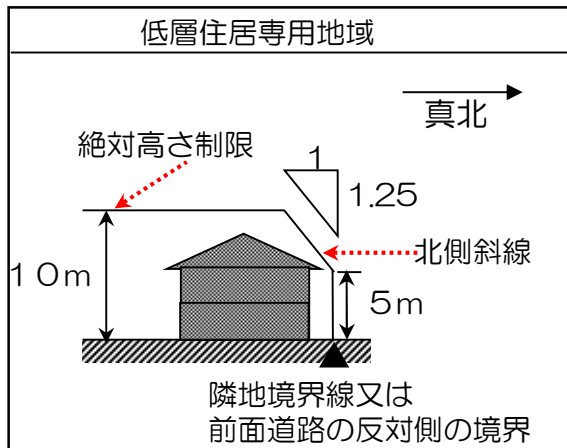 低層住居専用地域
真北
絶対高さ制限
1
1.25
北側斜線
10m
5m
隣地境界線又は
前面道路の反対側の境界